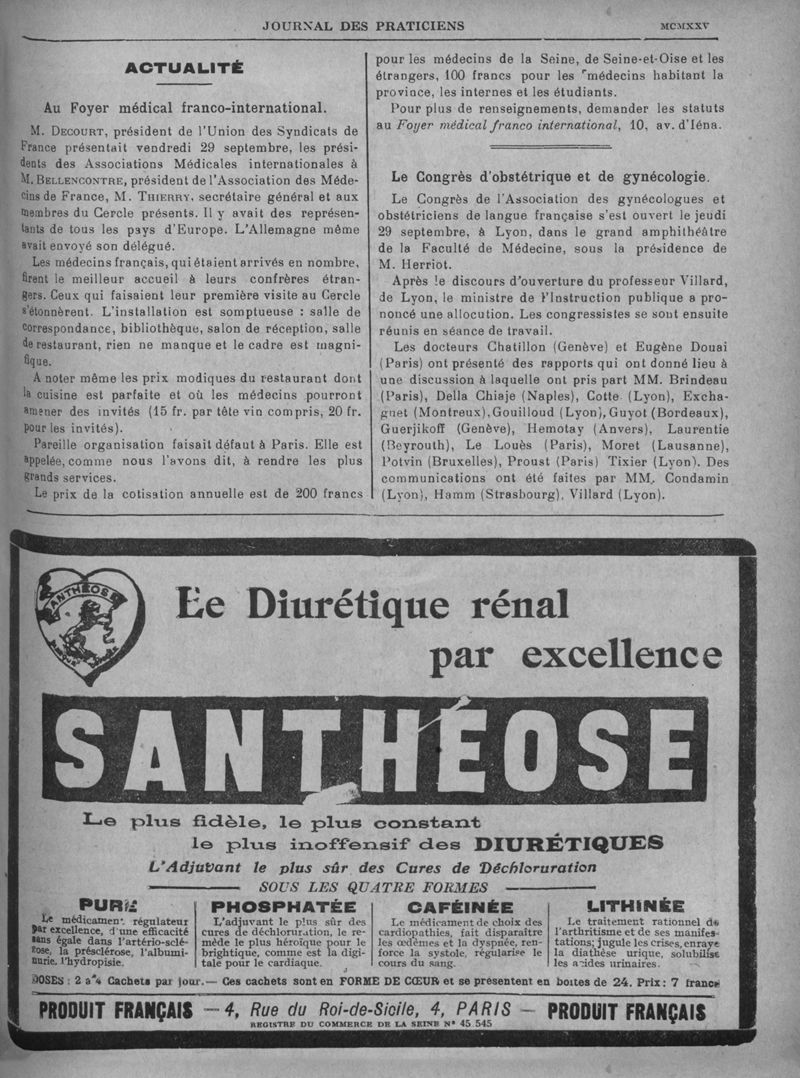 JOURNAL DES PRATICIENS
MCMXXV
ACTUALITÉ
Au Foyer médical franco-international.
M. DECOURT, président de l'Union des Syndicats de
France présentait vendredi 29 septembre, les prési-
dents des Associations Médicales internationales à
M. BELLENCONTRE, président de l'Association des Méde-
cins de France, M. THIERRY, secrétaire général et aux
membres du Cercle présents. Il y avait des représen-
tants de tous les pays d'Europe. L'Allemagne même
avait envoyé son délégué.
Les médecins français, qui étaient arrivés en nombre,
firent le meilleur accueil à leurs confrères étran-
gers. Ceux qui faisaient leur première visite au Cercle
s'étonnèrent. L'installation est somptueuse : salle de
correspondance, bibliothèque, salon de réception, salle
de restaurant, rien ne manque et le cadre est magni-
fique.
A noter même les prix modiques du restaurant dont
la cuisine est parfaite et où les médecins pourront
amener des invités (15 fr. par tête vin compris, 20 fr.
pour les invités).
Pareille organisation faisait défaut à Paris. Elle est
appelée, comme nous l'avons dit, à rendre les plus
grands services.
Le prix de la cotisation annuelle est de 200 francs
pour les médecins de la Seine, de Seine-et-Oise et les
étrangers, 100 francs pour les médecins habitant la
province, les internes et les étudiants.
Pour plus de renseignements, demander les statuts
au Foyer médical franco international, 10, av. d'Iéna.
Le Congrès d'obstétrique et de gynécologie.
Le Congrès de l'Association des gynécologues et
obstétriciens de langue française s'est ouvert le jeudi
29 septembre, à Lyon, dans le grand amphithéâtre
de la Faculté de Médecine, sous la présidence de
M. Herriot.
Après le discours d'ouverture du professeur Villard,
de Lyon, le ministre de l'Instruction publique a pro-
noncé une allocution. Les congressistes se sont ensuite
réunis en séance de travail.
Les docteurs Chatillon (Genève) et Eugène Douai
(Paris) ont présenté des rapports qui ont donné lieu à
une discussion à laquelle ont pris part MM. Brindeau
(Paris), Della Chiaje (Naples), Cotte (Lyon), Excha-
quet (Montreux), Gouilloud (Lyon), Guyot (Bordeaux),
Guerjikoff (Genève), Hemotay (Anvers), Laurentie
(Beyrouth), Le Louès (Paris), Moret (Lausanne),
Potvin (Bruxelles), Proust (Paris) Tixier (Lyon). Des
communications ont été faites par MM. Condamin
(Lyon), Hamm (Strasbourg), Villard (Lyon).
SANTHÉOSE
Le Diurétique rénal
par excellence
SANTHÉOSE
Le plus fidèle, le plus constant
le plus inoffensif des DIURÉTIQUES
L'Adjuvant le plus sûr des Cures de Déchloruration
SOUS LES QUATRE FORMES
PURE
Le médicament régulateur
par excellence, d'une efficacité
sans égale dans l'artério-sclé-
rose, la présclérose, l'albumi-
nurie, l'hydropisie.
PHOSPHATÉE
L'adjuvant le plus sûr des
cures de déchloruration, le re-
mède le plus héroïque pour le
brightique, comme est la digi-
tale pour le cardiaque.
CAFÉINÉE
Le médicament de choix des
cardiopathies, fait disparaître
les œdèmes et la dyspnée, ren-
force la systole, régularise le
cours du sang.
LITHINÉE
Le traitement rationnel de
l'arthritisme et de ses manifes-
tations; jugule les crises, enraye
la diathèse urique, solubilise
les acides urinaires.
DOSES : 2 à 4 Cachets par jour. — Ces cachets sont en FORME DE CŒUR et se présentent en boites de 24. Prix : 7 francs
PRODUIT FRANÇAIS — 4, Rue du Roi-de-Sicile, 4, PARIS — PRODUIT FRANÇAIS
REGISTRE DU COMMERCE DE LA SEINE N° 45 545